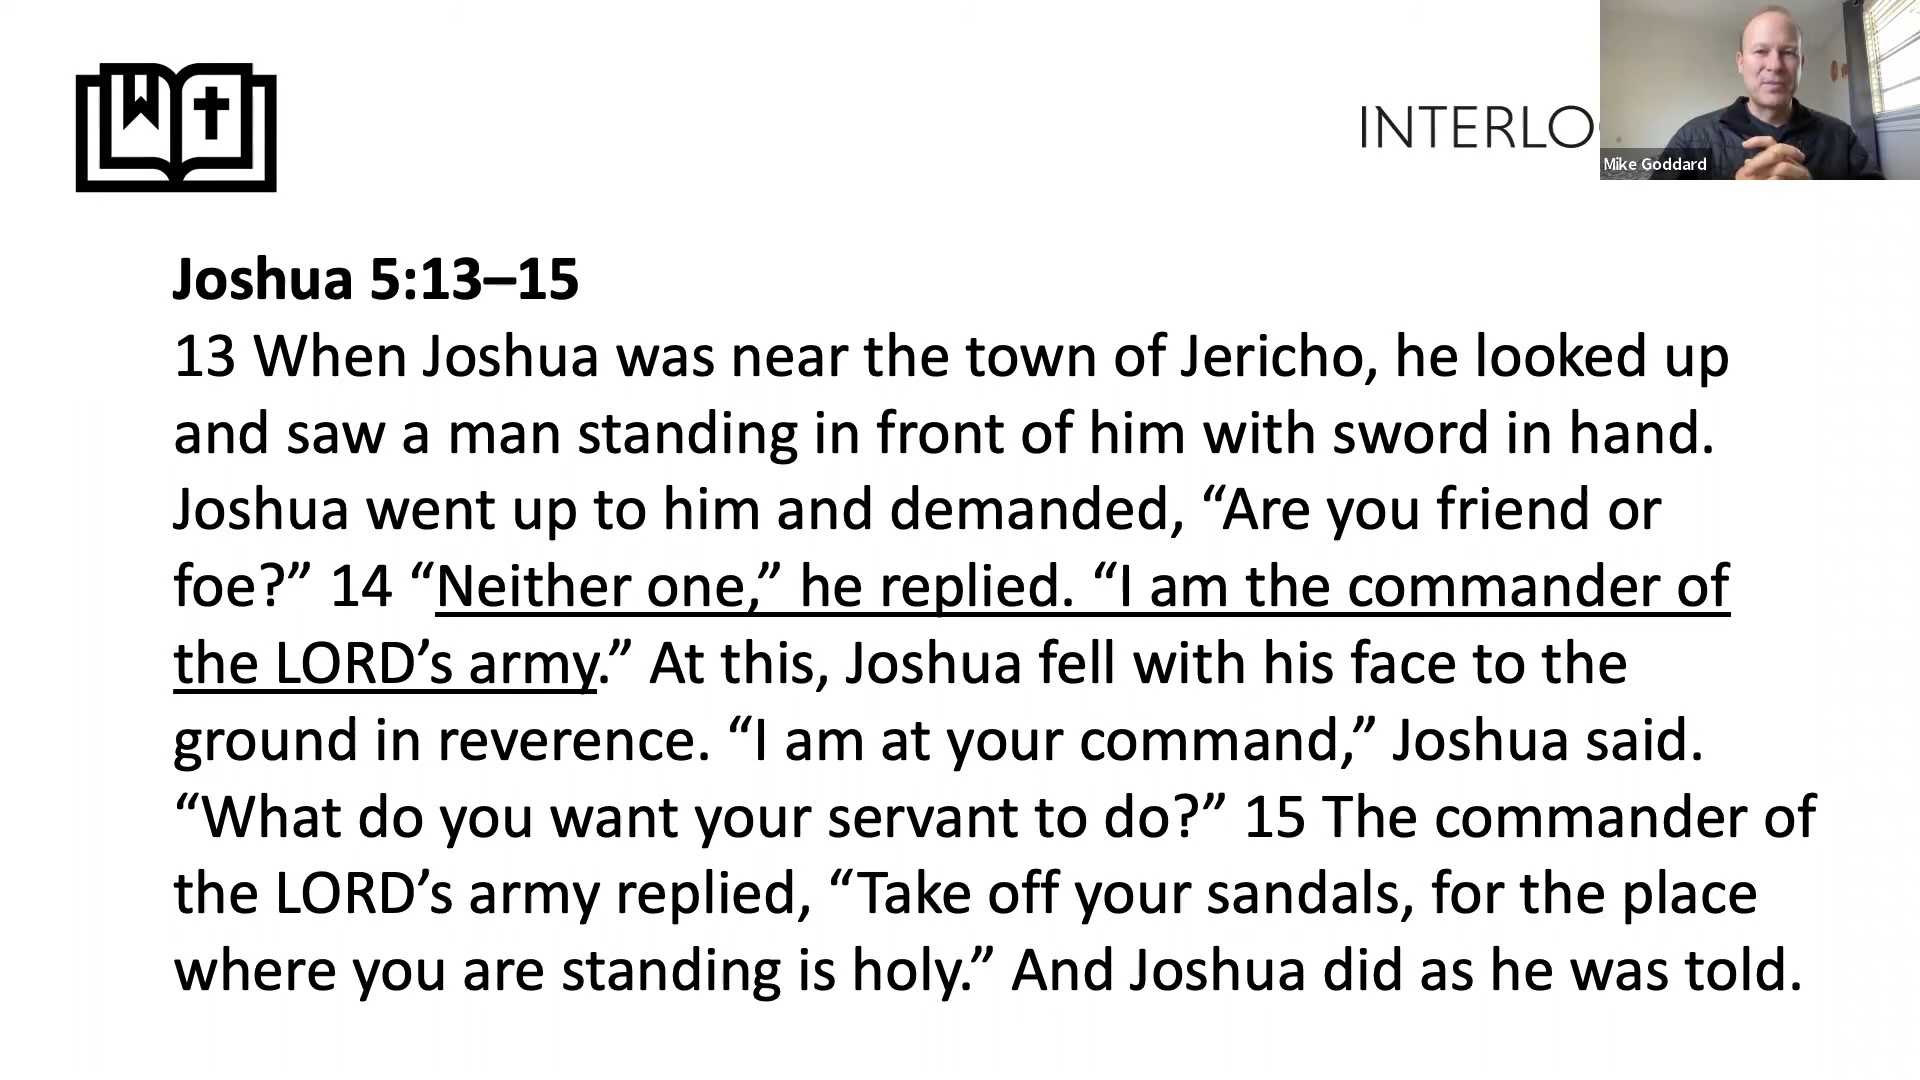 INTERLO
Mike Goddard
Joshua 5:13–15
13 When Joshua was near the town of Jericho, he looked up
and saw a man standing in front of him with sword in hand.
Joshua went up to him and demanded, “Are you friend or
foe?” 14 “Neither one,” he replied. “I am the commander of
the LORD’s army.” At this, Joshua fell with his face to the
ground in reverence. “I am at your command,” Joshua said.
“What do you want your servant to do?” 15 The commander of
the LORD’s army replied, “Take off your sandals, for the place
where you are standing is holy.” And Joshua did as he was told.